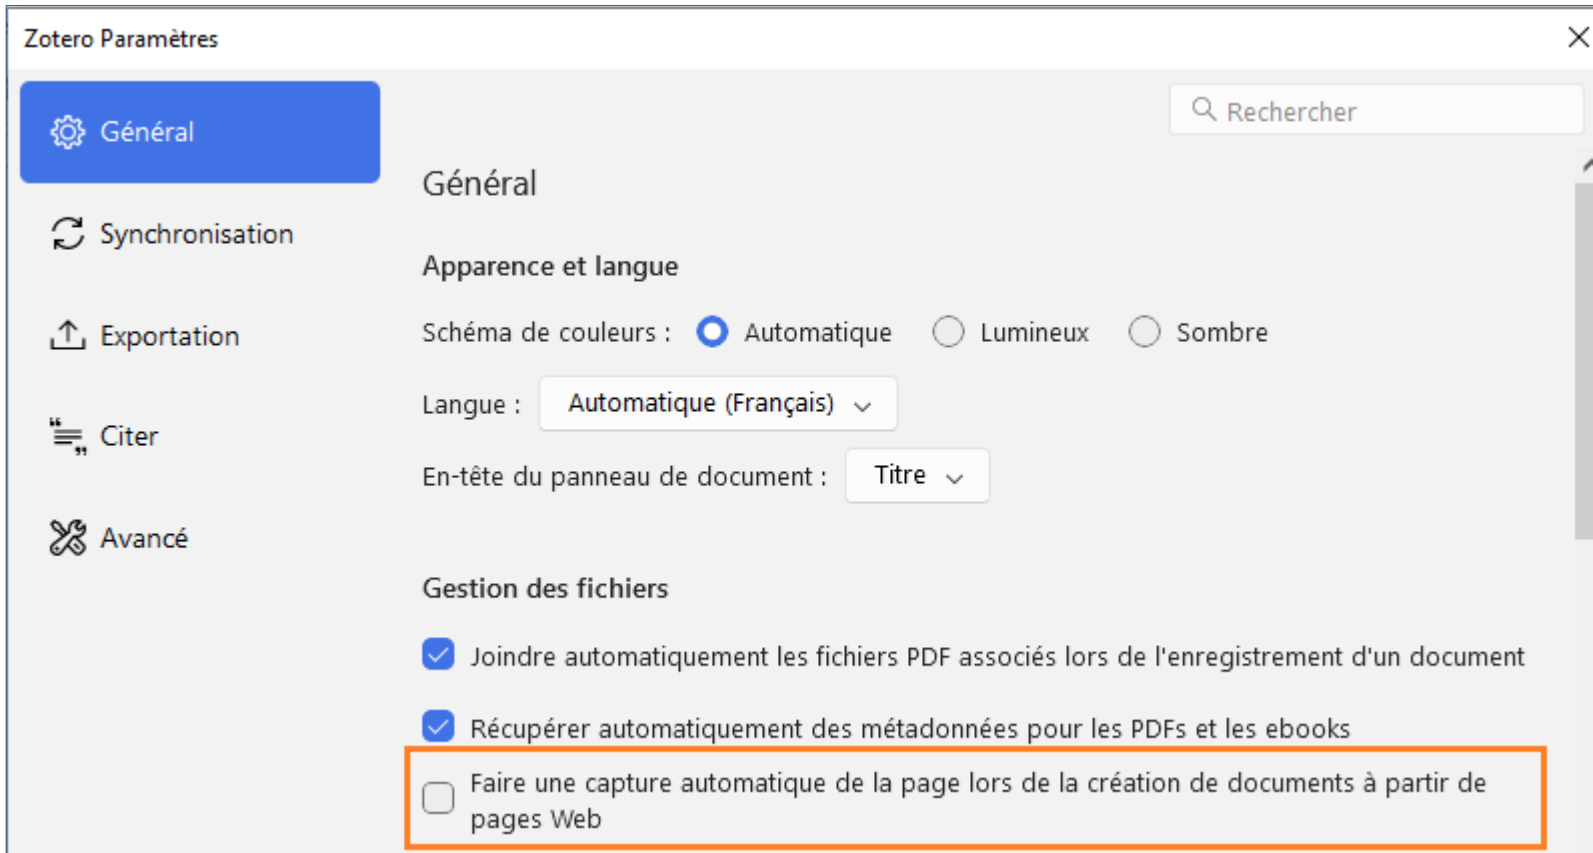 Zotero Paramètres
Général
Rechercher
Synchronisation
Exportation
Citer
Avancé
Général
Apparence et langue
Schéma de couleurs : Automatique Lumineux Sombre
Langue : Automatique (Français)
En-tête du panneau de document : Titre
Gestion des fichiers
Joindre automatiquement les fichiers PDF associés lors de l'enregistrement d'un document
Récupérer automatiquement des métadonnées pour les PDFs et les ebooks
Faire une capture automatique de la page lors de la création de documents à partir de
pages Web